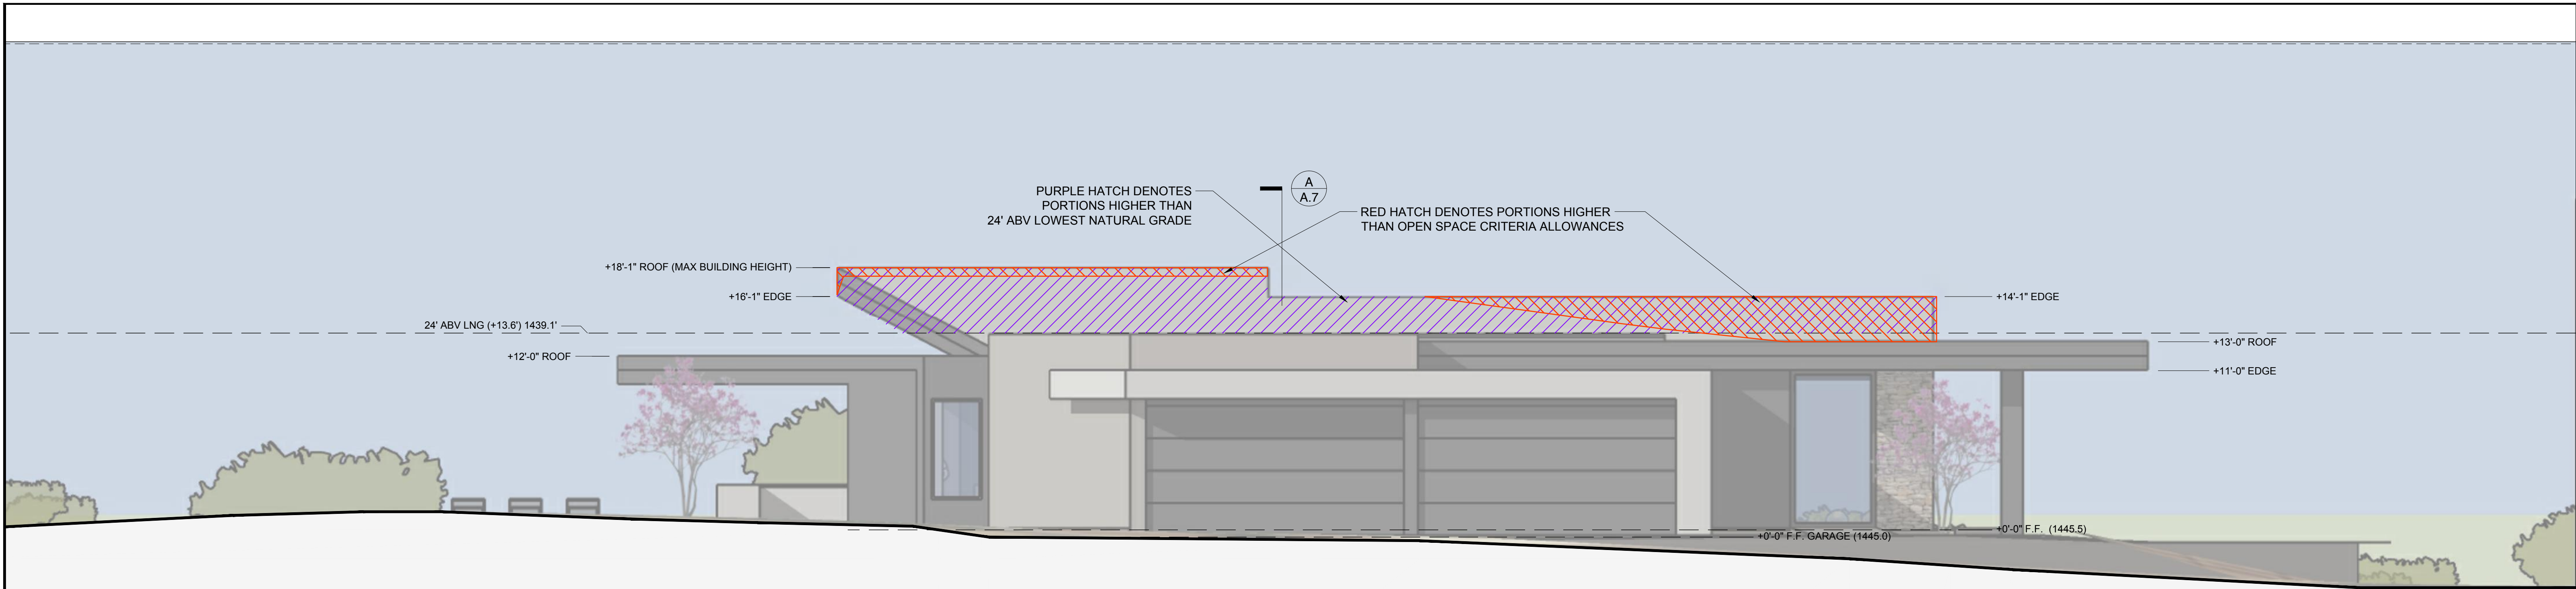 A
A.7
PURPLE HATCH DENOTES
PORTIONS HIGHER THAN
24' ABV LOWEST NATURAL GRADE
RED HATCH DENOTES PORTIONS HIGHER
THAN OPEN SPACE CRITERIA ALLOWANCES
+18'-1" ROOF (MAX BUILDING HEIGHT)
+16'-1" EDGE
+14'-1" EDGE
24' ABV LNG (+13.6') 1439.1'
+12'-0" ROOF
+13'-0" ROOF
+11'-0" EDGE
+0'-0" F.F. (1445.5)
+0'-0" F.F. GARAGE (1445.0)